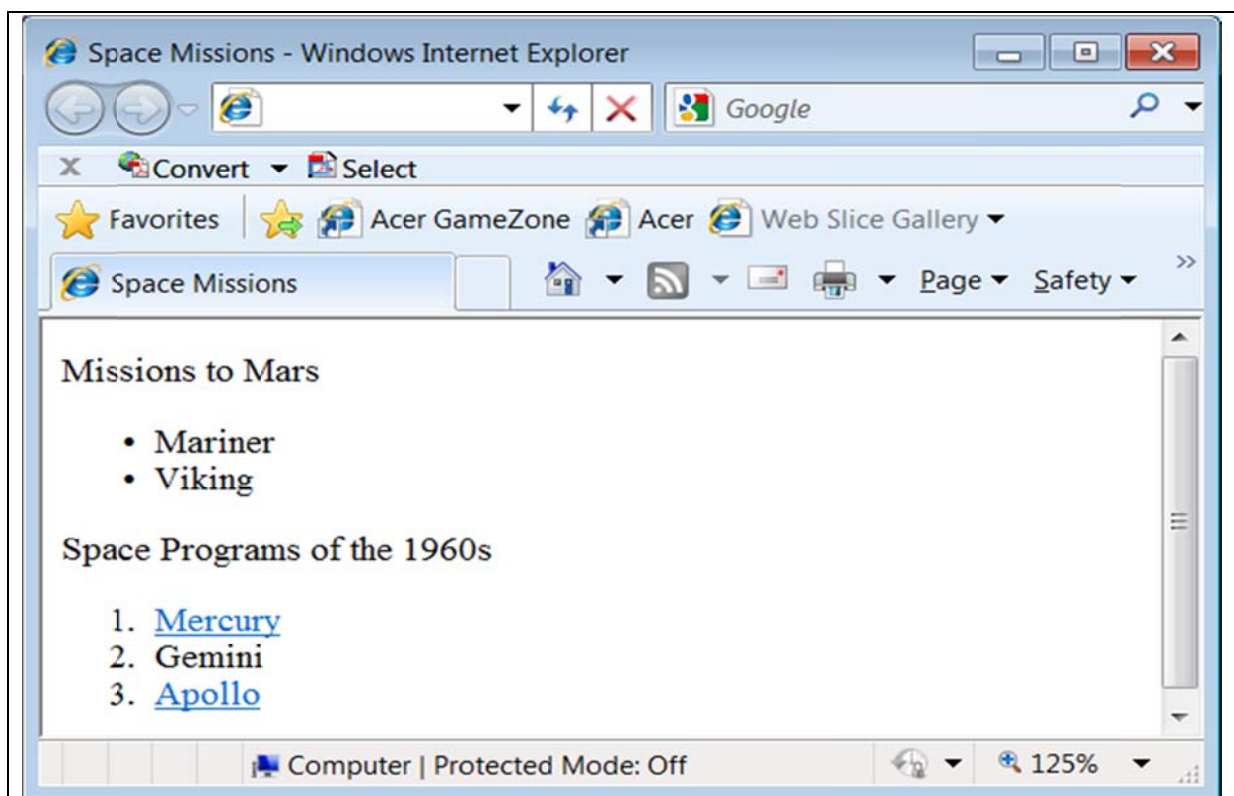 Space Missions - Windows Internet Explorer
Google
x Convert Select
Favorites Acer GameZone Acer Web Slice Gallery
Space Missions Page Safety »
Missions to Mars
• Mariner
• Viking
Space Programs of the 1960s
1. Mercury
2. Gemini
3. Apollo
Computer | Protected Mode: Off 125%